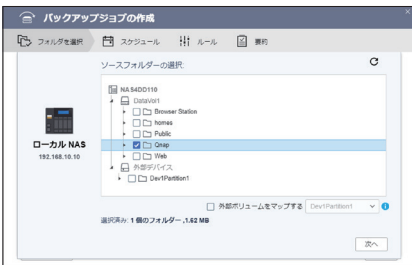 バックアップジョブの作成
フォルダを選択 スケジュール ルール 要約
ソースフォルダーの選択:
NAS4DD110
DataVol1
Browser Station
homes
Public
Qnap
Web
外部デバイス
Dev1Partition1
ローカル NAS
192.168.10.10
外部ボリュームをマップする Dev1Partition1
選択済み: 1 個のフォルダー ,1.62 MB
次へ